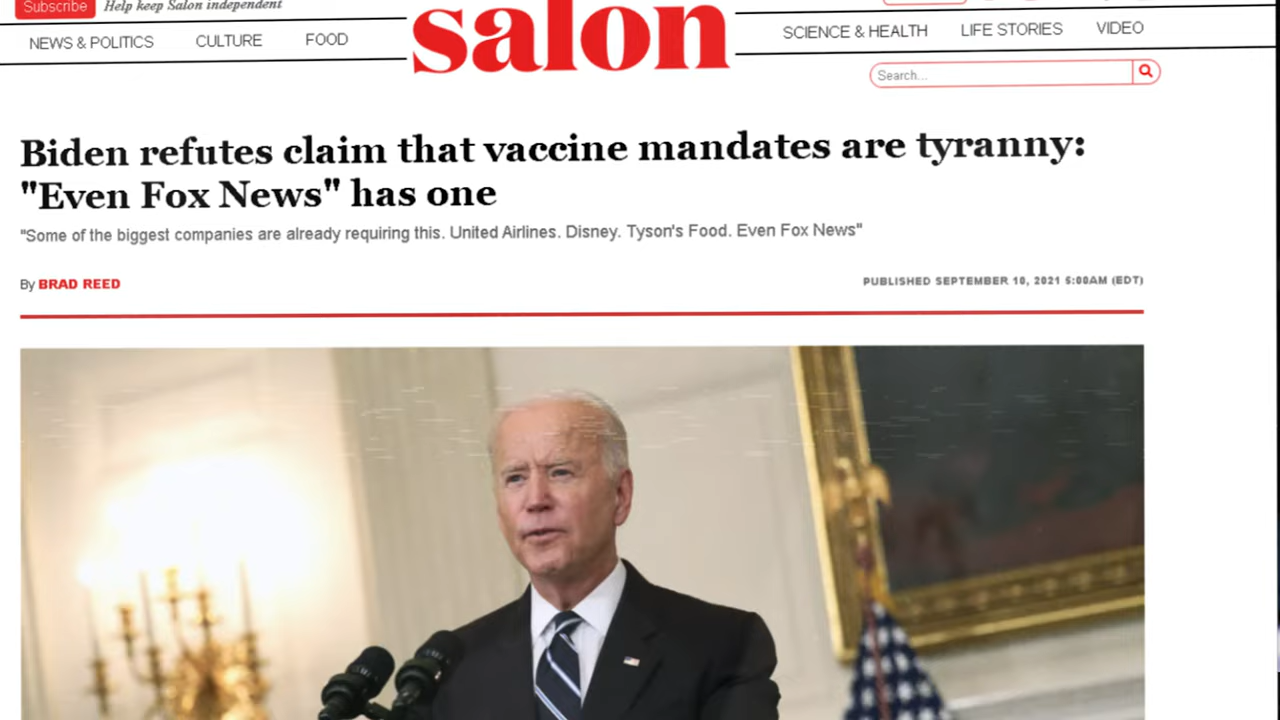 Subscribe Help keep Salon independent
NEWS & POLITICS CULTURE FOOD salon SCIENCE & HEALTH LIFE STORIES VIDEO
Search...
Biden refutes claim that vaccine mandates are tyranny:
"Even Fox News" has one
"Some of the biggest companies are already requiring this. United Airlines. Disney. Tyson's Food. Even Fox News"
By BRAD REED PUBLISHED SEPTEMBER 10, 2021 5:00AM (EDT)